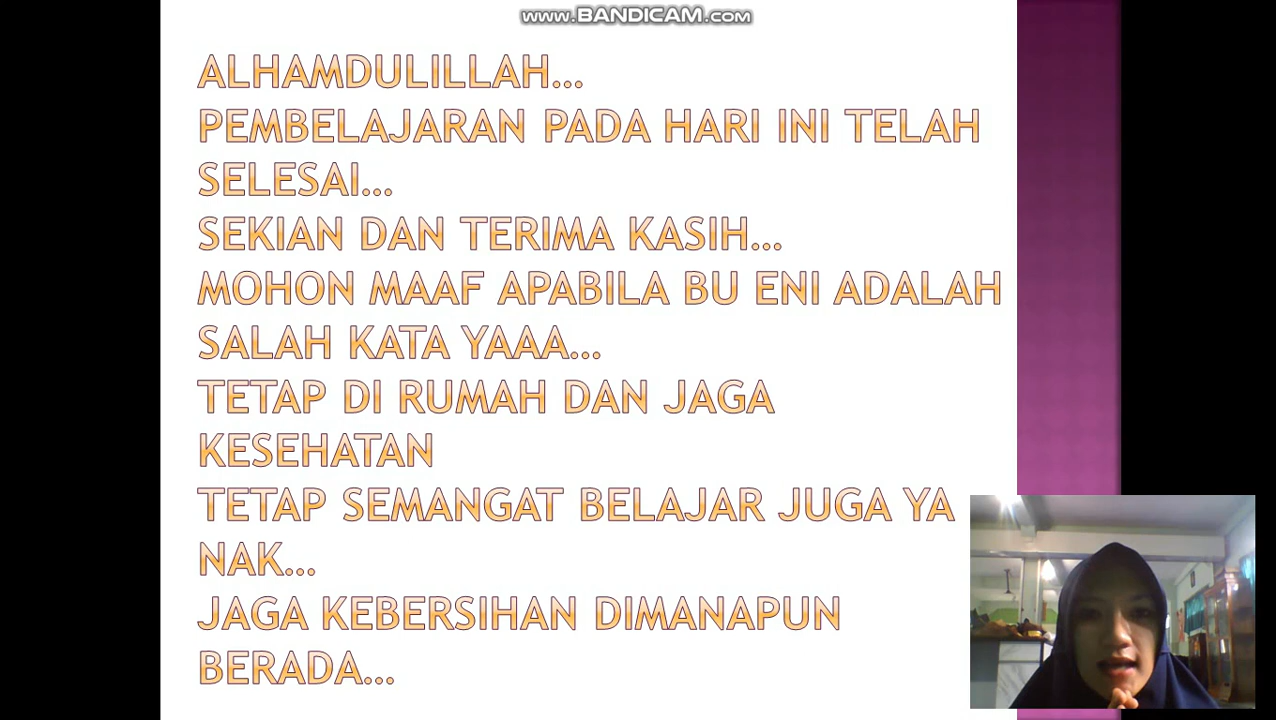 www.BANDICAM.com
ALHAMDULILLAH...
PEMBELAJARAN PADA HARI INI TELAH
SELESAI...
SEKIAN DAN TERIMA KASIH...
MOHON MAAF APABILA BU ENI ADALAH
SALAH KATA YAAA...
TETAP DI RUMAH DAN JAGA
KESEHATAN
TETAP SEMANGAT BELAJAR JUGA YA
NAK...
JAGA KEBERSIHAN DIMANAPUN
BERADA...